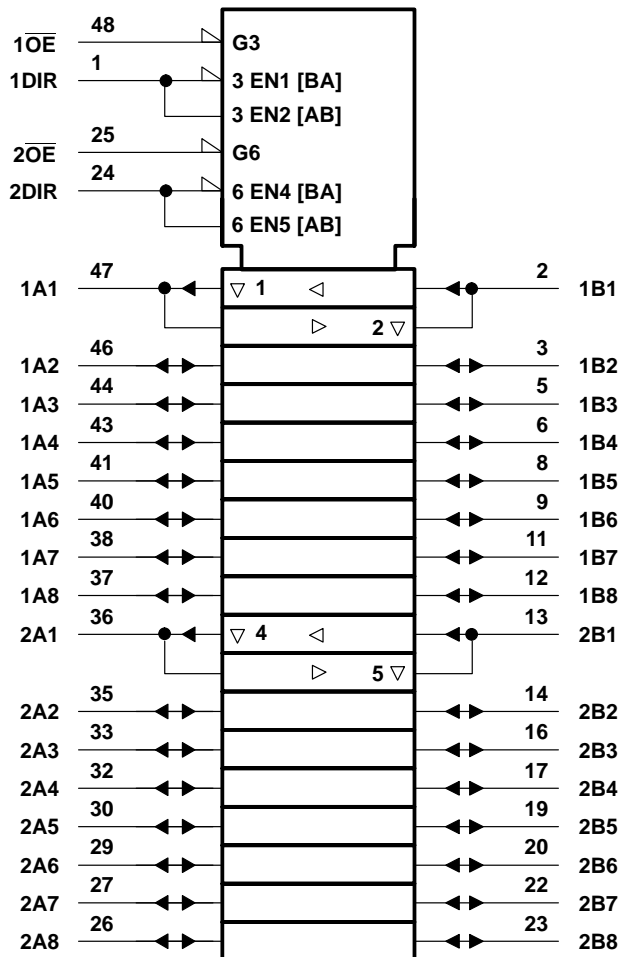 1O̅E̅ 48 G3
1DIR 1 3 EN1 [BA]
3 EN2 [AB]
2O̅E̅ 25 G6
2DIR 24 6 EN4 [BA]
6 EN5 [AB]
1A1 47 1 2 1B1
2
1A2 46 3 1B2
1A3 44 5 1B3
1A4 43 6 1B4
1A5 41 8 1B5
1A6 40 9 1B6
1A7 38 11 1B7
1A8 37 12 1B8
2A1 36 4 13 2B1
5
2A2 35 14 2B2
2A3 33 16 2B3
2A4 32 17 2B4
2A5 30 19 2B5
2A6 29 20 2B6
2A7 27 22 2B7
2A8 26 23 2B8